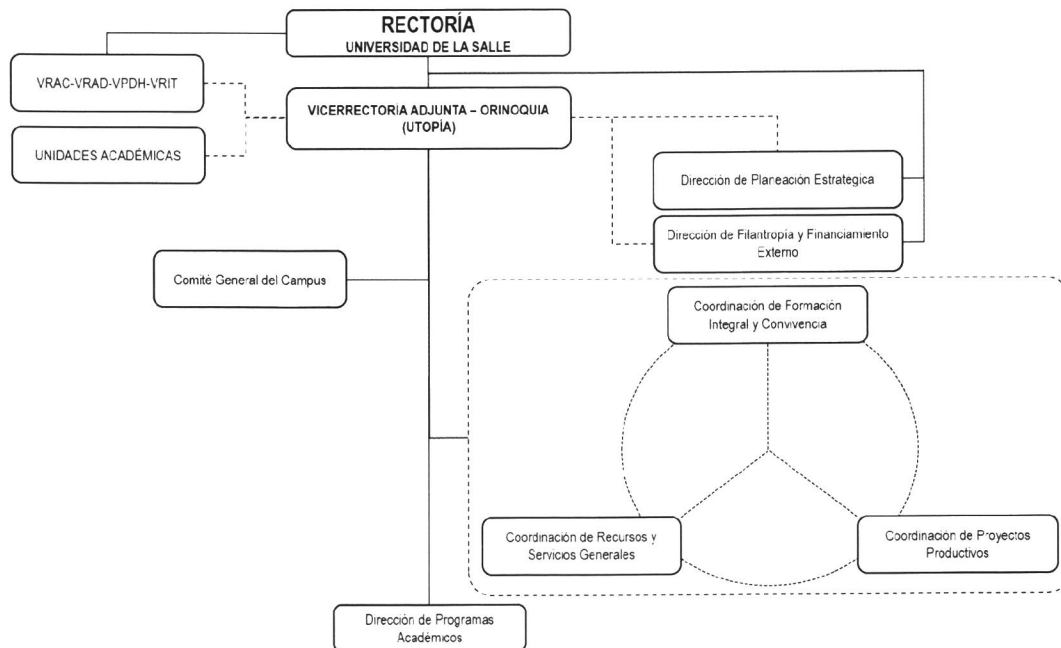 RECTORÍA
UNIVERSIDAD DE LA SALLE
VRAC-VRAD-VPDH-VRIT
VICERRECTORIA ADJUNTA – ORINOQUIA
(UTOPÍA)
UNIDADES ACADÉMICAS
Dirección de Planeación Estrategica
Dirección de Filantropía y Financiamiento
Externo
Comité General del Campus
Coordinación de Formación
Integral y Convivencia
Coordinación de Recursos y
Servicios Generales
Coordinación de Proyectos
Productivos
Dirección de Programas
Académicos